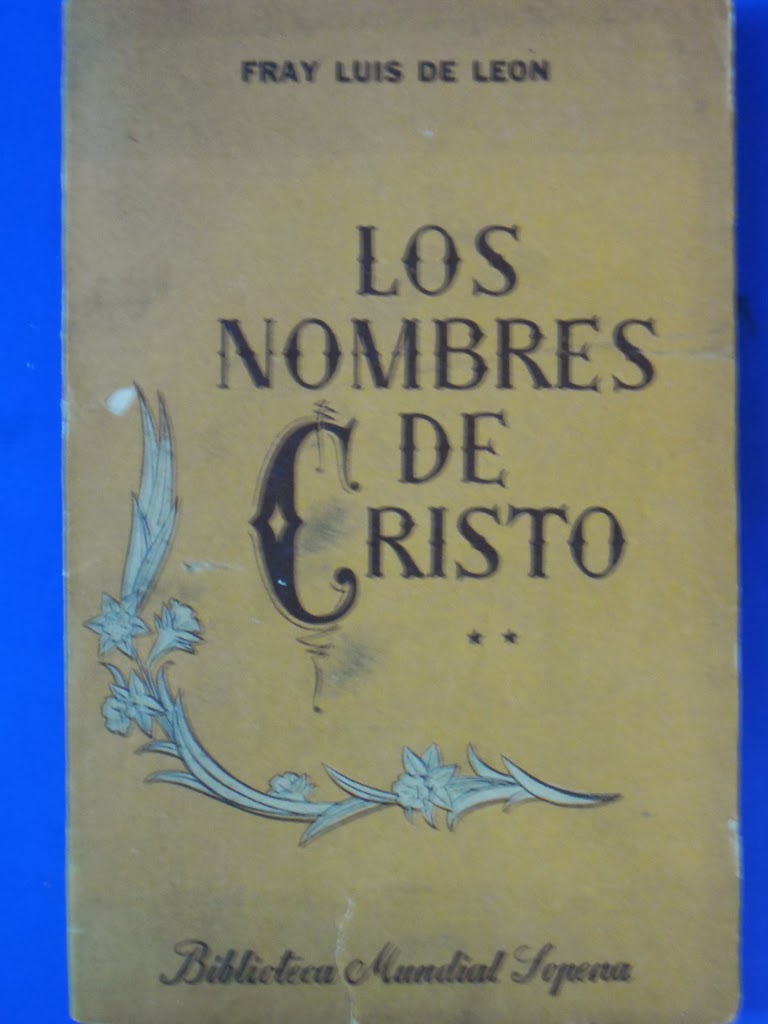 FRAY LUIS DE LEON
LOS
NOMBRES
DE
CRISTO
★ ★
Biblioteca Mundial Sopena